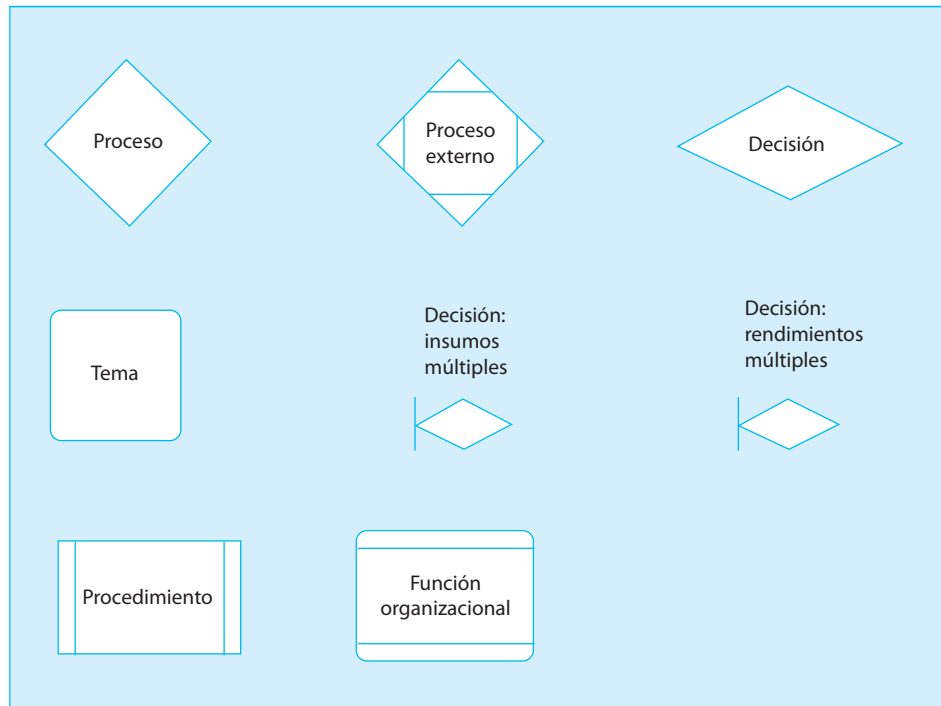 Proceso
Proceso
externo
Decisión
Tema
Decisión:
insumos
múltiples
Decisión:
rendimientos
múltiples
Procedimiento
Función
organizacional